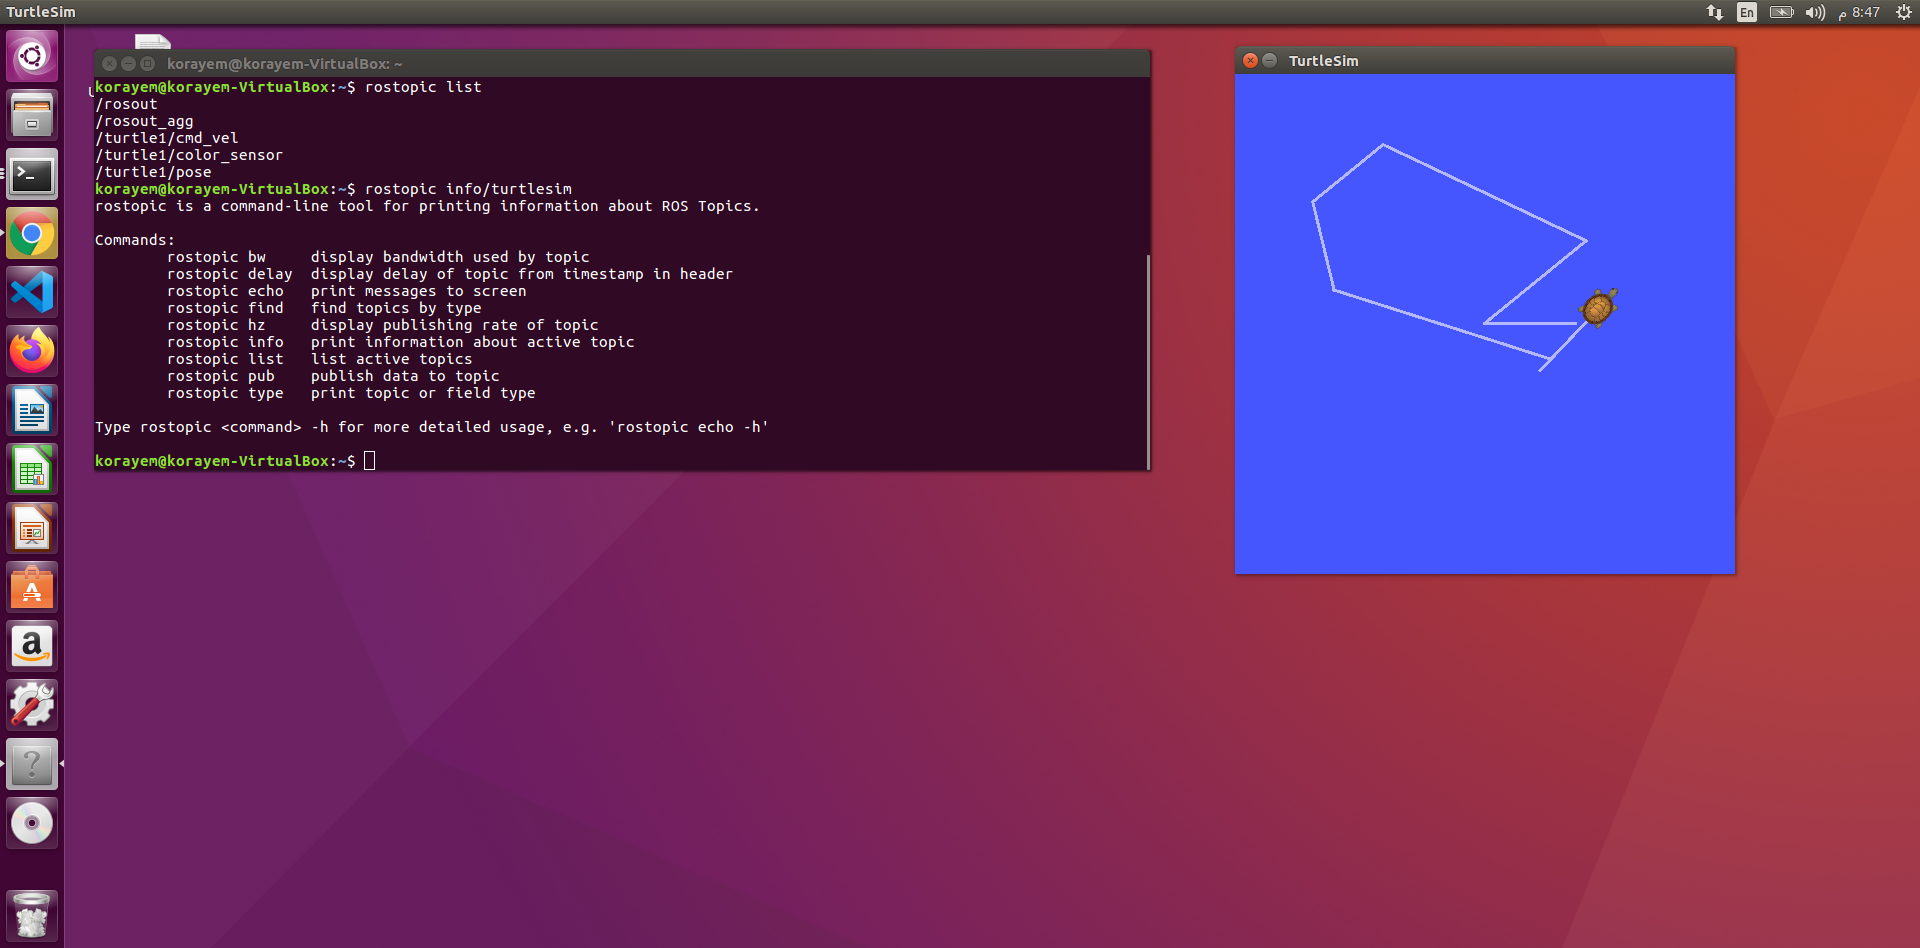 TurtleSim
En
8:47 م
korayem@korayem-VirtualBox: ~
korayem@korayem-VirtualBox:~$ rostopic list
/rosout
/rosout_agg
/turtle1/cmd_vel
/turtle1/color_sensor
/turtle1/pose
korayem@korayem-VirtualBox:~$ rostopic info/turtlesim
rostopic is a command-line tool for printing information about ROS Topics.
Commands:
rostopic bw display bandwidth used by topic
rostopic delay display delay of topic from timestamp in header
rostopic echo print messages to screen
rostopic find find topics by type
rostopic hz display publishing rate of topic
rostopic info print information about active topic
rostopic list list active topics
rostopic pub publish data to topic
rostopic type print topic or field type
Type rostopic <command> -h for more detailed usage, e.g. 'rostopic echo -h'
korayem@korayem-VirtualBox:~$
TurtleSim